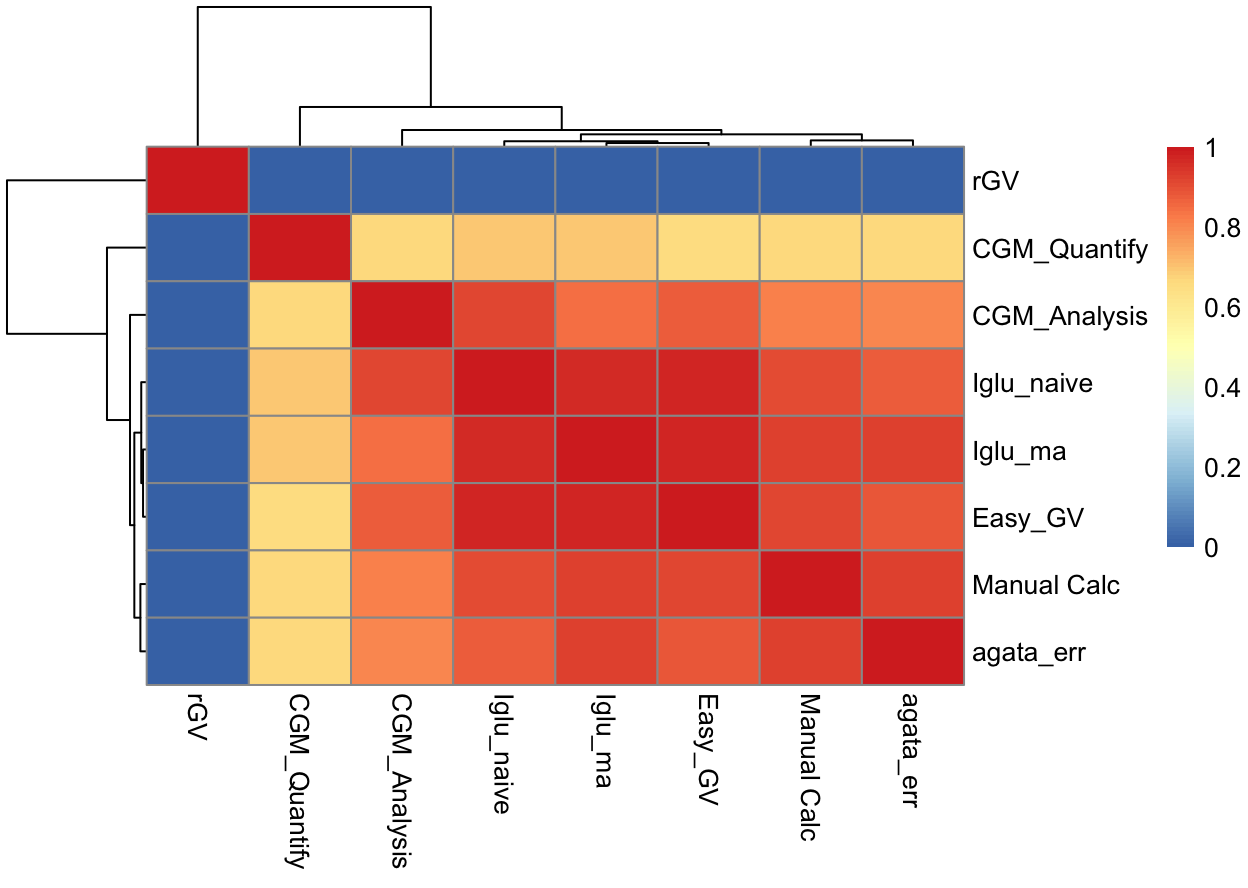 rGV
CGM_Quantify
CGM_Analysis
Iglu_naive
Iglu_ma
Easy_GV
Manual Calc
agata_err
1
0.8
0.6
0.4
0.2
0
rGV
CGM_Quantify
CGM_Analysis
Iglu_naive
Iglu_ma
Easy_GV
Manual Calc
agata_err